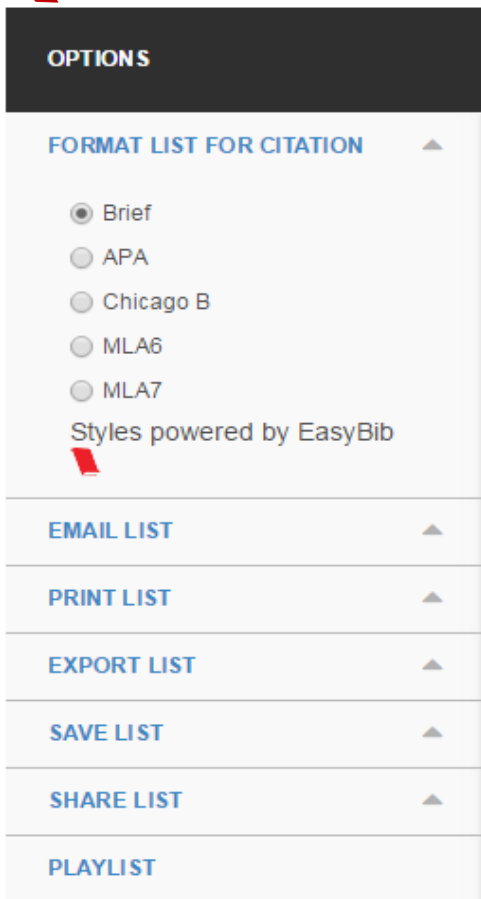 OPTIONS
FORMAT LIST FOR CITATION
Brief
APA
Chicago B
MLA6
MLA7
Styles powered by EasyBib
EMAIL LIST
PRINT LIST
EXPORT LIST
SAVE LIST
SHARE LIST
PLAYLIST